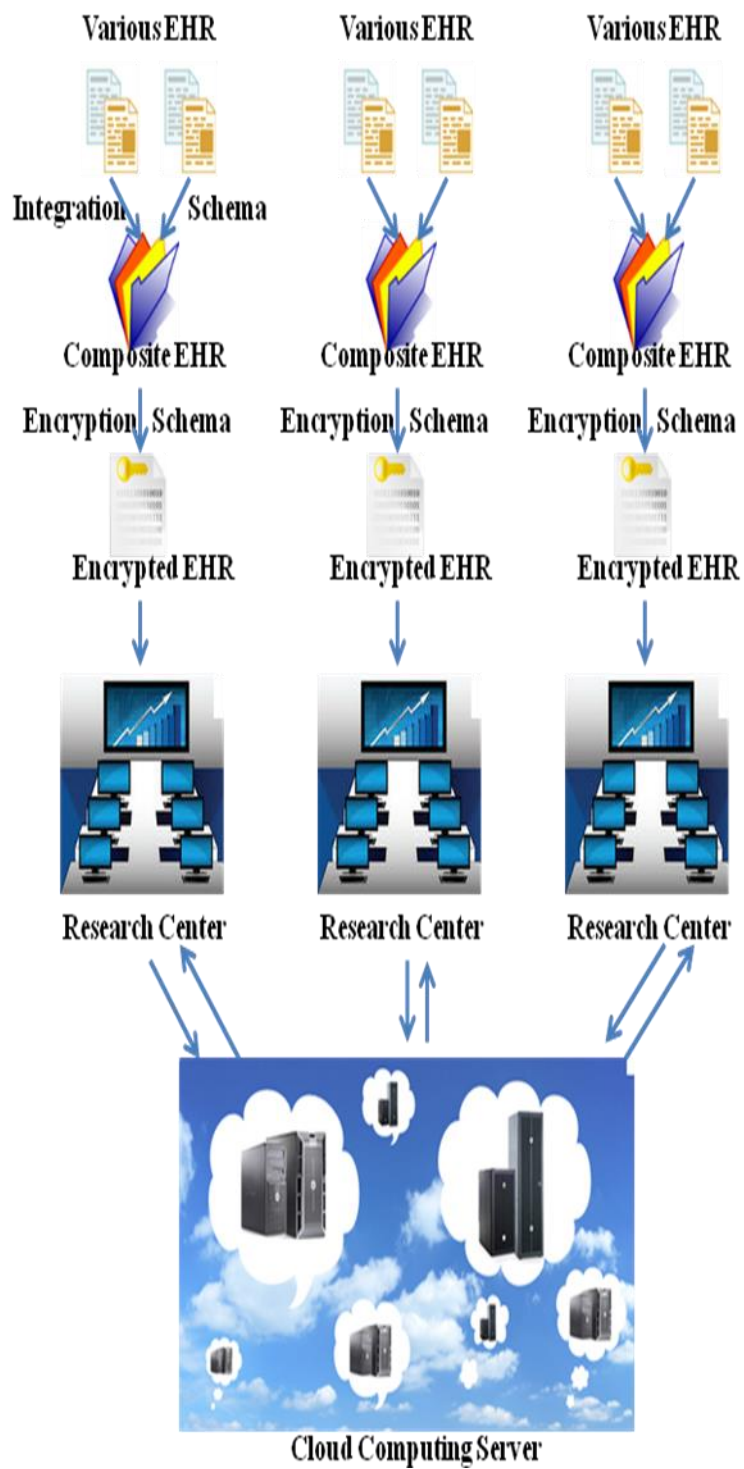 Various EHR Various EHR Various EHR
Integration Schema
Composite EHR Composite EHR Composite EHR
Encryption Schema Encryption Schema Encryption Schema
Encrypted EHR Encrypted EHR Encrypted EHR
Research Center Research Center Research Center
Cloud Computing Server